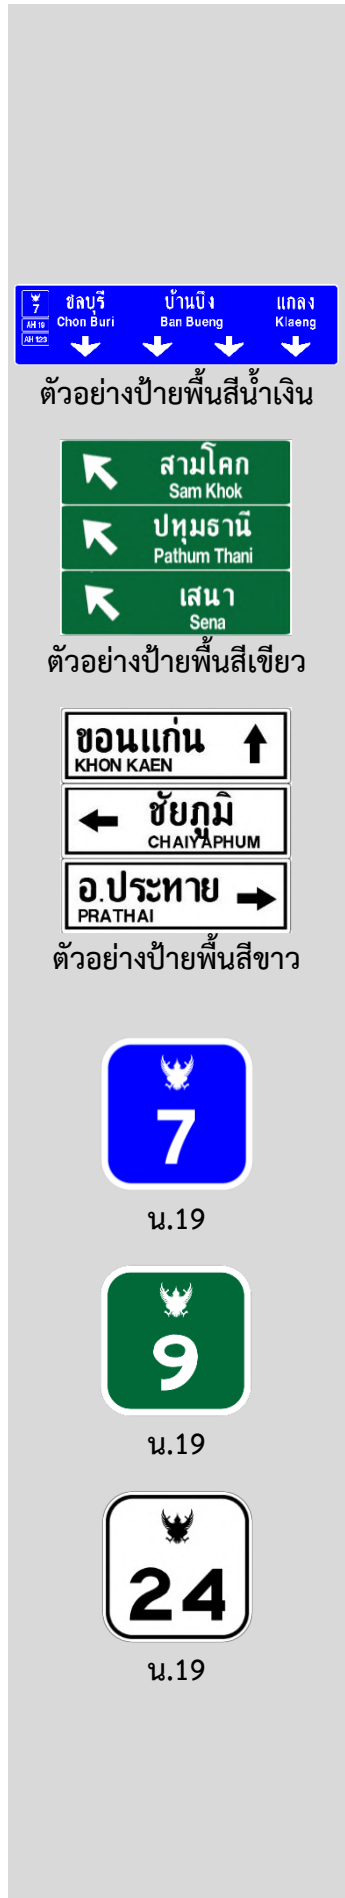 7 ชลบุรี บ้านบึง แกลง
AH 19 Chon Buri Ban Bueng Klaeng
AH 123
ตัวอย่างป้ายพื้นสีน้ำเงิน
สามโคก
Sam Khok
ปทุมธานี
Pathum Thani
เสนา
Sena
ตัวอย่างป้ายพื้นสีเขียว
ขอนแก่น
KHON KAEN
ชัยภูมิ
CHAIYAPHUM
อ.ประทาย
PRATHAI
ตัวอย่างป้ายพื้นสีขาว
7
น.19
9
น.19
24
น.19